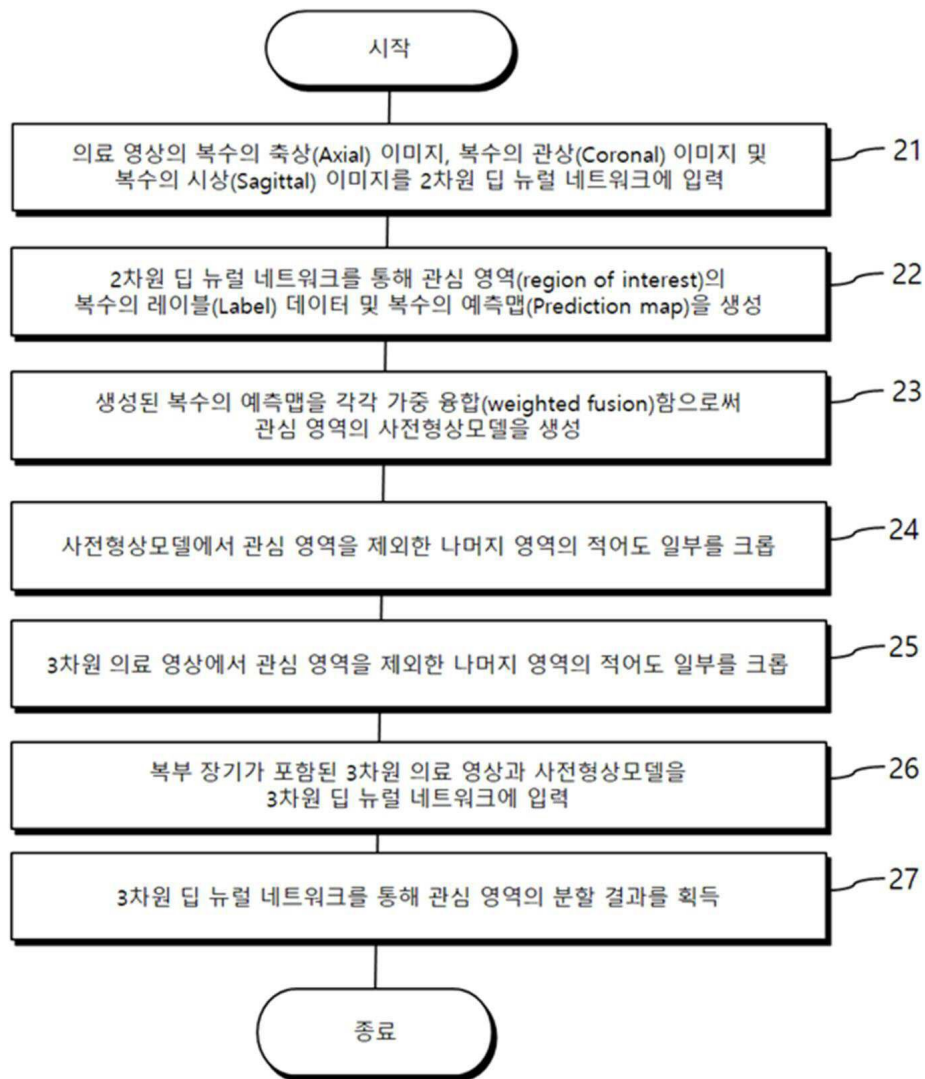 시작
의료 영상의 복수의 축상(Axial) 이미지, 복수의 관상(Coronal) 이미지 및
복수의 시상(Sagittal) 이미지를 2차원 딥 뉴럴 네트워크에 입력
21
2차원 딥 뉴럴 네트워크를 통해 관심 영역(region of interest)의
복수의 레이블(Label) 데이터 및 복수의 예측맵(Prediction map)을 생성
22
생성된 복수의 예측맵을 각각 가중 융합(weighted fusion)함으로써
관심 영역의 사전형상모델을 생성
23
사전형상모델에서 관심 영역을 제외한 나머지 영역의 적어도 일부를 크롭
24
3차원 의료 영상에서 관심 영역을 제외한 나머지 영역의 적어도 일부를 크롭
25
복부 장기가 포함된 3차원 의료 영상과 사전형상모델을
3차원 딥 뉴럴 네트워크에 입력
26
3차원 딥 뉴럴 네트워크를 통해 관심 영역의 분할 결과를 획득
27
종료